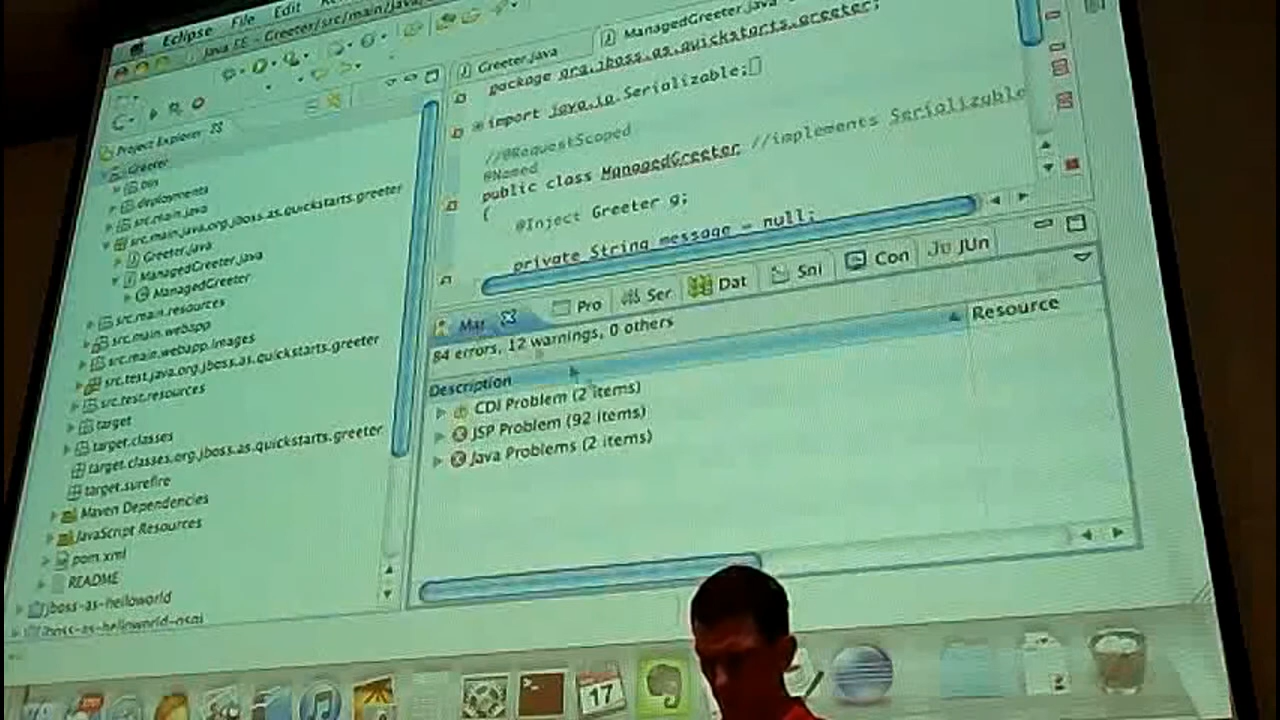 Eclipse File Edit
Java EE - Greeter/src/main/java/
Project Explorer
Greeter
deployments
src.main.java
src.main.java.org.jboss.as.quickstarts.greeter
Greeter.java
ManagedGreeter.java
ManagedGreeter
src.main.resources
src.main.webapp
src.main.webapp.images
src.test.java.org.jboss.as.quickstarts.greeter
src.test.resources
target
target.classes
target.classes.org.jboss.as.quickstarts.greeter
target.surefire
Maven Dependencies
JavaScript Resources
pom.xml
README
jboss-as-helloworld
jboss-as-helloworld-osgi
Greeter.java ManagedGreeter.java
package org.jboss.as.quickstarts.greeter;
import java.io.Serializable;
//@RequestScoped
@Named
public class ManagedGreeter //implements Serializable
{
@Inject Greeter g;
private String message = null;
Mar Pro Ser Dat Sni Con Ju JUn
84 errors, 12 warnings, 0 others
Description Resource
CDI Problem (2 items)
JSP Problem (92 items)
Java Problems (2 items)
17